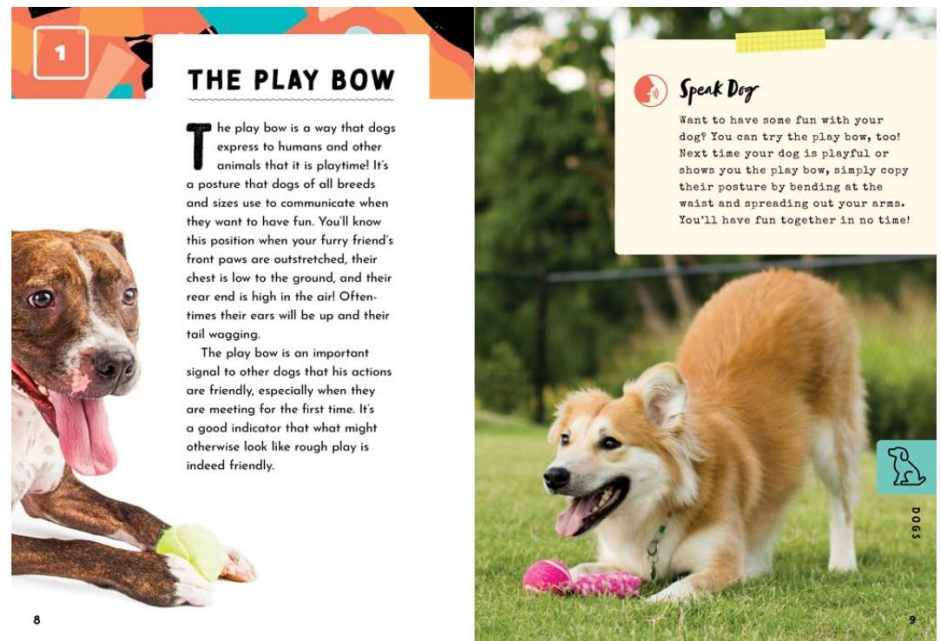 1
THE PLAY BOW
The play bow is a way that dogs
express to humans and other
animals that it is playtime! It's
a posture that dogs of all breeds
and sizes use to communicate when
they want to have fun. You'll know
this position when your furry friend's
front paws are outstretched, their
chest is low to the ground, and their
rear end is high in the air! Often-
times their ears will be up and their
tail wagging.
The play bow is an important
signal to other dogs that his actions
are friendly, especially when they
are meeting for the first time. It's
a good indicator that what might
otherwise look like rough play is
indeed friendly.
8
Speak Dog
Want to have some fun with your
dog? You can try the play bow, too!
Next time your dog is playful or
shows you the play bow, simply copy
their posture by bending at the
waist and spreading out your arms.
You'll have fun together in no time!
DOGS
9